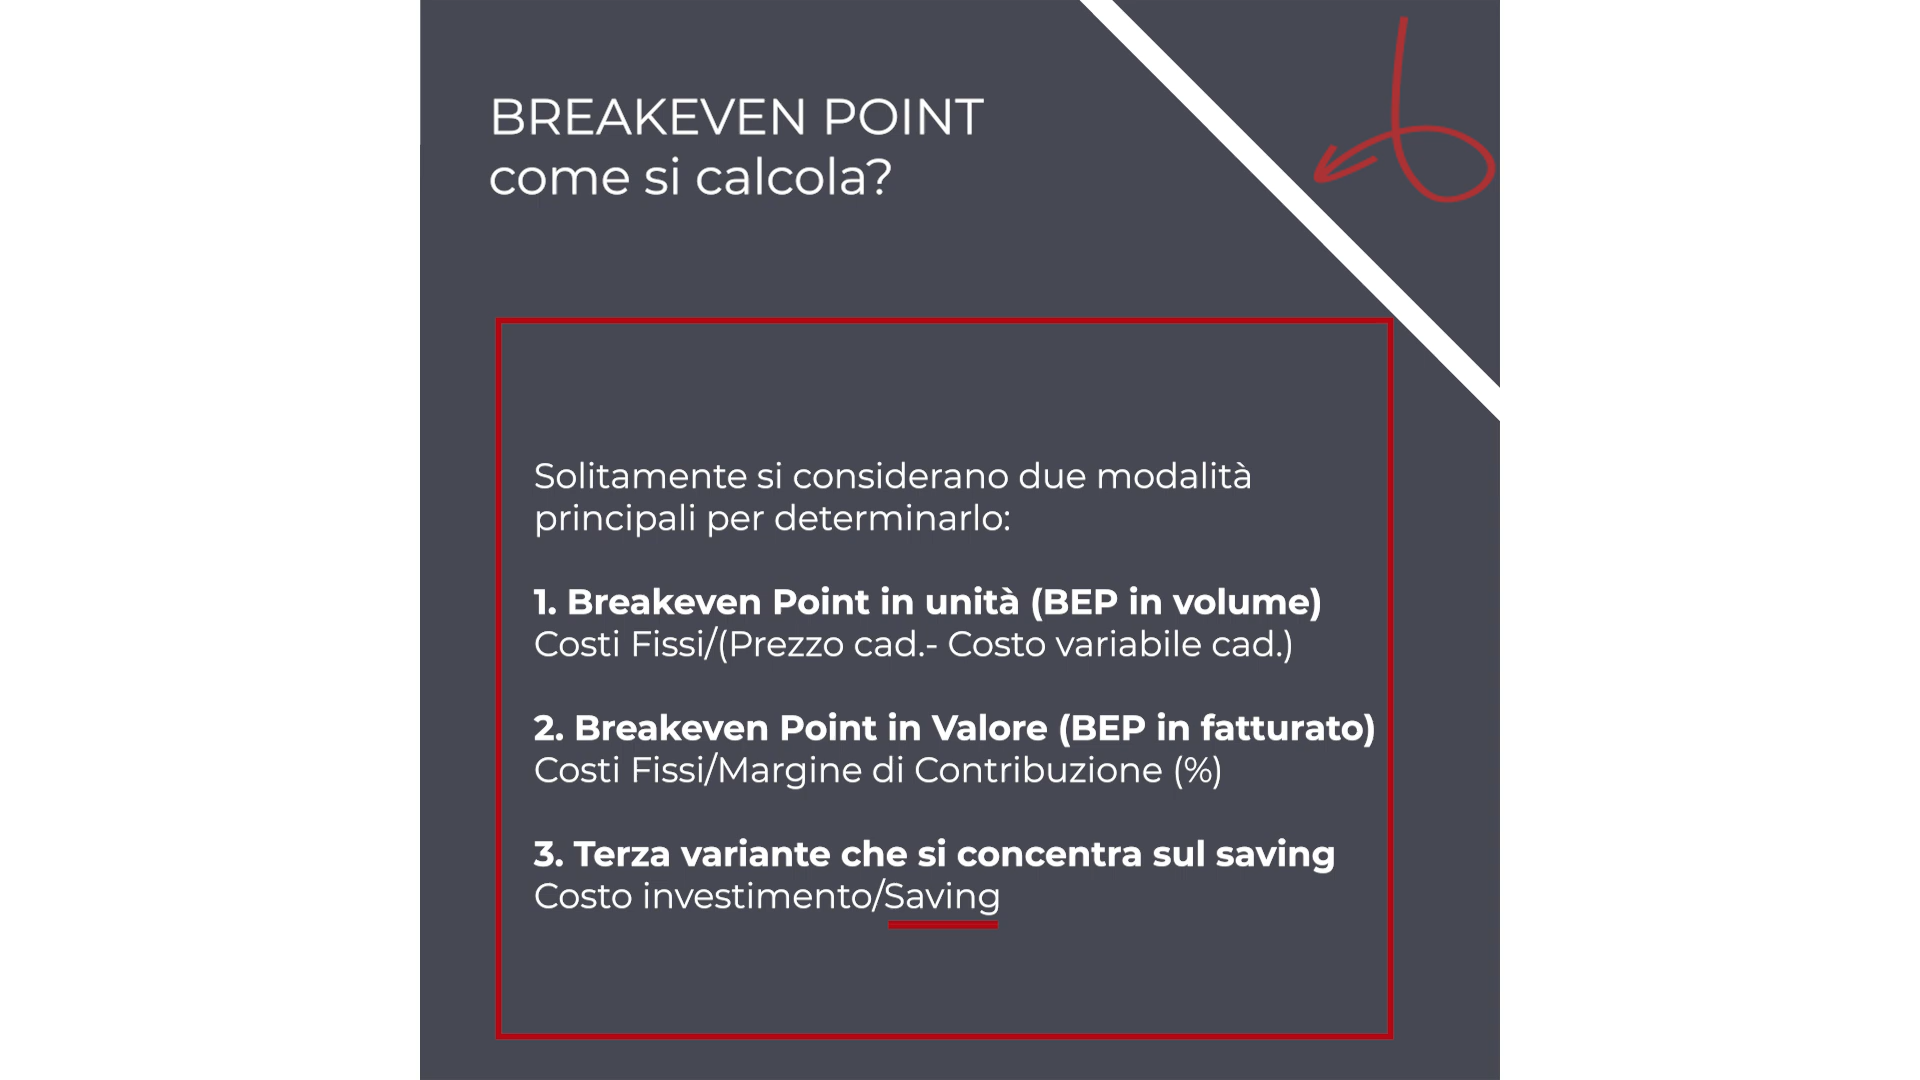 BREAKEVEN POINT
come si calcola?
Solitamente si considerano due modalità
principali per determinarlo:
1. Breakeven Point in unità (BEP in volume)
Costi Fissi/(Prezzo cad.- Costo variabile cad.)
2. Breakeven Point in Valore (BEP in fatturato)
Costi Fissi/Margine di Contribuzione (%)
3. Terza variante che si concentra sul saving
Costo investimento/Saving